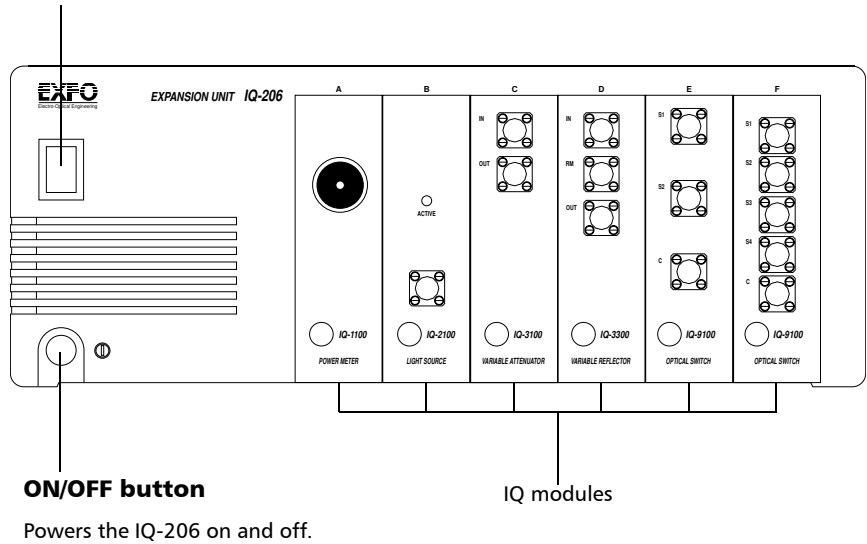 EXFO
Electro-Optical Engineering
EXPANSION UNIT IQ-206
A B C D E F
IN
OUT
IN
RM
OUT
S1
S2
C
S1
S2
S3
S4
C
ACTIVE
IQ-1100
POWER METER
IQ-2100
LIGHT SOURCE
IQ-3100
VARIABLE ATTENUATOR
IQ-3300
VARIABLE REFLECTOR
IQ-9100
OPTICAL SWITCH
IQ-9100
OPTICAL SWITCH
ON/OFF button
Powers the IQ-206 on and off.
IQ modules